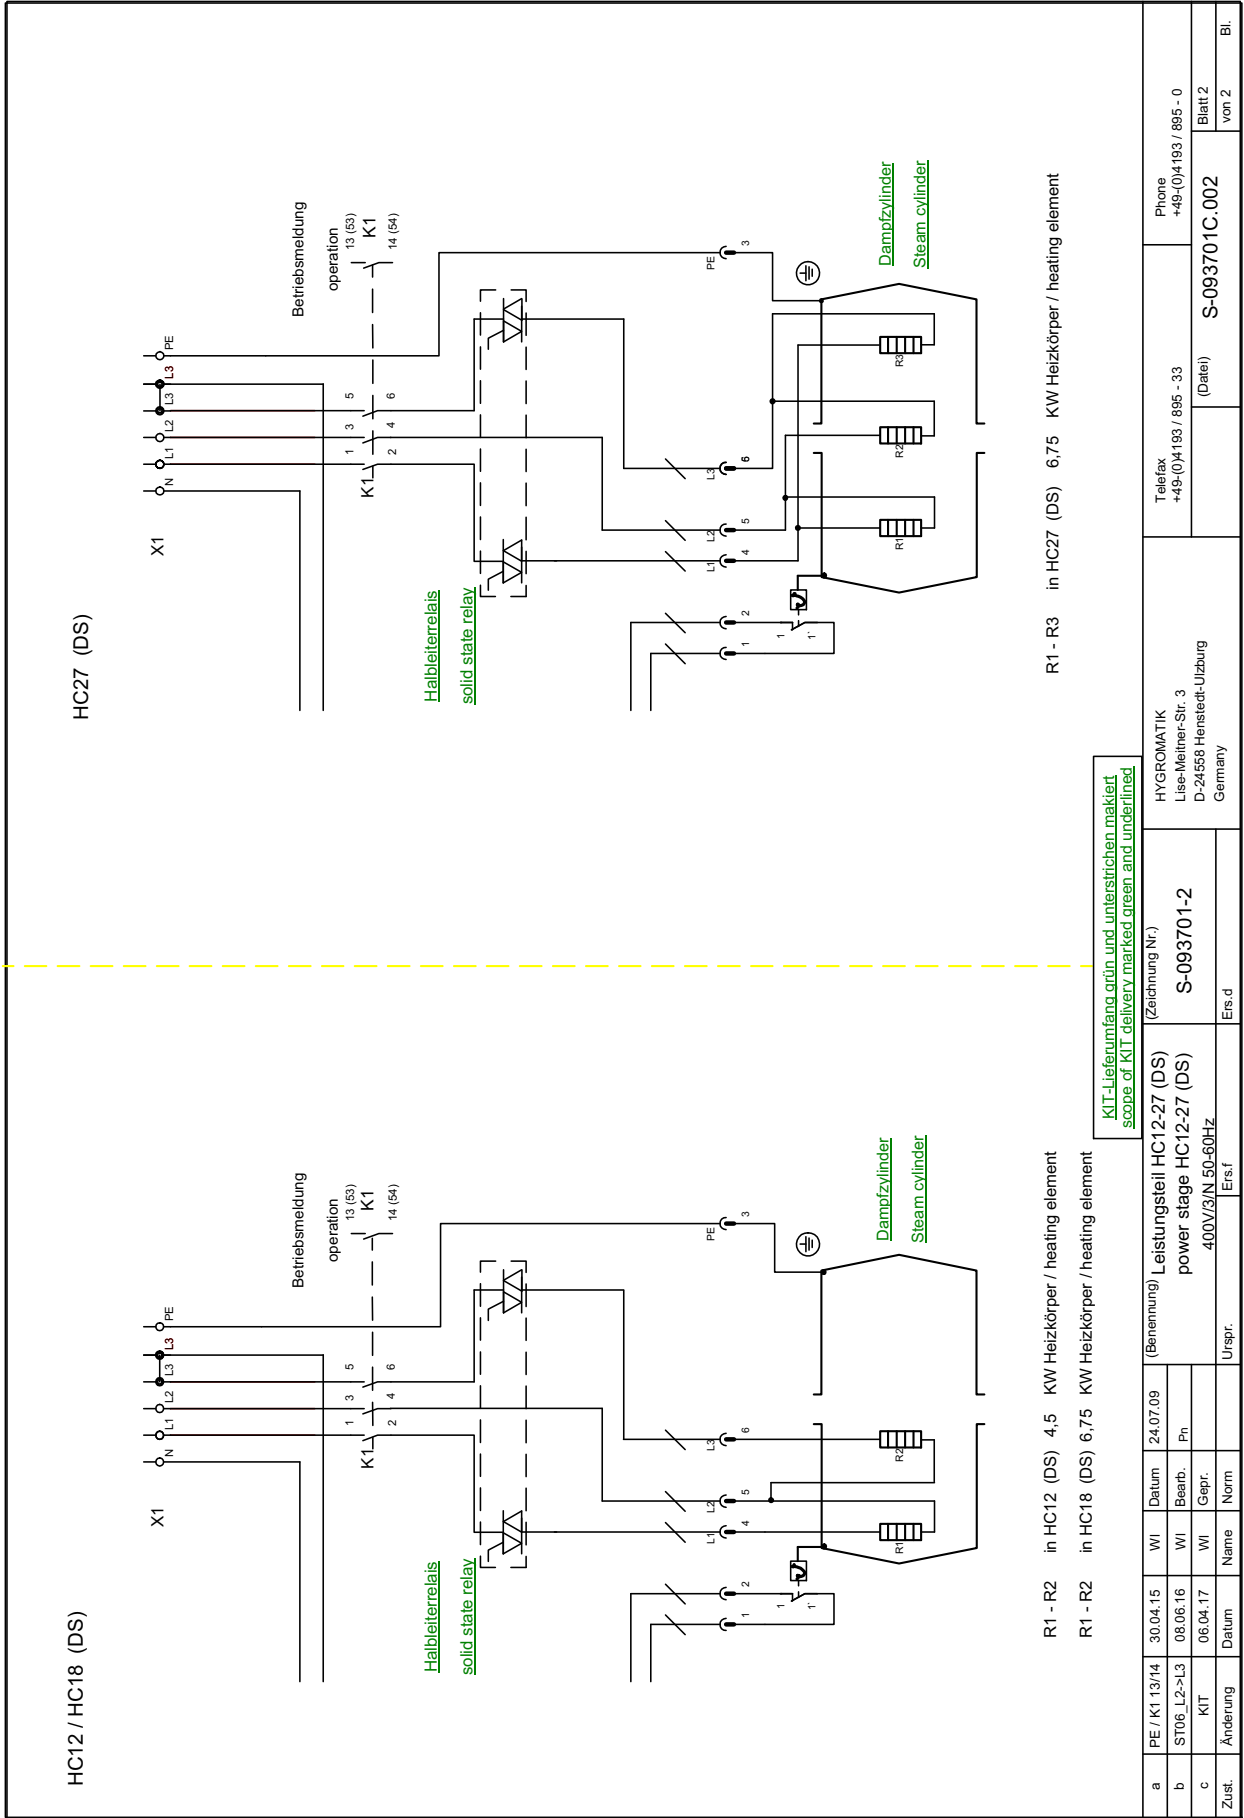 HC12 / HC18 (DS)
X1
N
L1
L2
L3
L3
PE
Betriebsmeldung
operation
13 (53)
K1
14 (54)
K1
1
2
3
4
5
6
Halbleiterrelais
solid state relay
L1
L2
L3
PE
1
2
4
5
6
3
1
1'
R1
R2
Dampfzylinder
Steam cylinder
R1 - R2 in HC12 (DS) 4,5 KW Heizkörper / heating element
R1 - R2 in HC18 (DS) 6,75 KW Heizkörper / heating element
HC27 (DS)
X1
N
L1
L2
L3
L3
PE
Betriebsmeldung
operation
13 (53)
K1
14 (54)
K1
1
2
3
4
5
6
Halbleiterrelais
solid state relay
L1
L2
L3
PE
1
2
4
5
6
3
1
1'
R1
R2
R3
Dampfzylinder
Steam cylinder
R1 - R3 in HC27 (DS) 6,75 KW Heizkörper / heating element
KIT-Lieferumfang grün und unterstrichen makiert
scope of KIT delivery marked green and underlined
a PE / K1 13/14 30.04.15 WI Datum 24.07.09
b ST06_L2->L3 08.06.16 WI Bearb. Pn
c KIT 06.04.17 WI Gepr.
Zust. Änderung Datum Name Norm Urspr. Ers.f Ers.d
(Benennung) Leistungsteil HC12-27 (DS)
power stage HC12-27 (DS)
400V/3/N 50-60Hz
(Zeichnung Nr.)
S-093701-2
HYGROMATIK
Lise-Meitner-Str. 3
D-24558 Henstedt-Ulzburg
Germany
Telefax
+49-(0)4193 / 895 - 33
Phone
+49-(0)4193 / 895 - 0
(Datei)
S-093701C.002
Blatt 2
von 2 Bl.